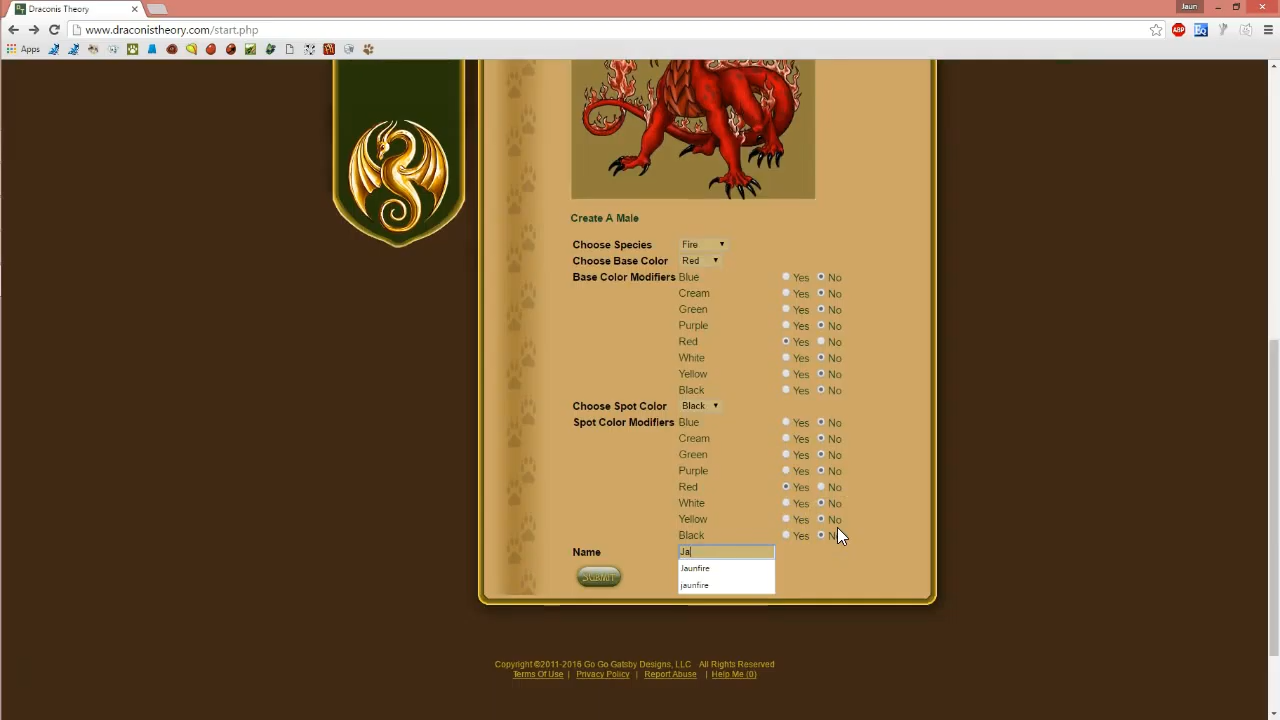 Draconis Theory
Jaun
www.draconistheory.com/start.php
ABP
Apps
Create A Male
Choose Species Fire
Choose Base Color Red
Base Color Modifiers Blue Yes No
Cream Yes No
Green Yes No
Purple Yes No
Red Yes No
White Yes No
Yellow Yes No
Black Yes No
Choose Spot Color Black
Spot Color Modifiers Blue Yes No
Cream Yes No
Green Yes No
Purple Yes No
Red Yes No
White Yes No
Yellow Yes No
Black Yes No
Name Ja
Jaunfire
SUBMIT
jaunfire
Copyright ©2011-2016 Go Go Gatsby Designs, LLC All Rights Reserved
Terms Of Use | Privacy Policy | Report Abuse | Help Me (0)